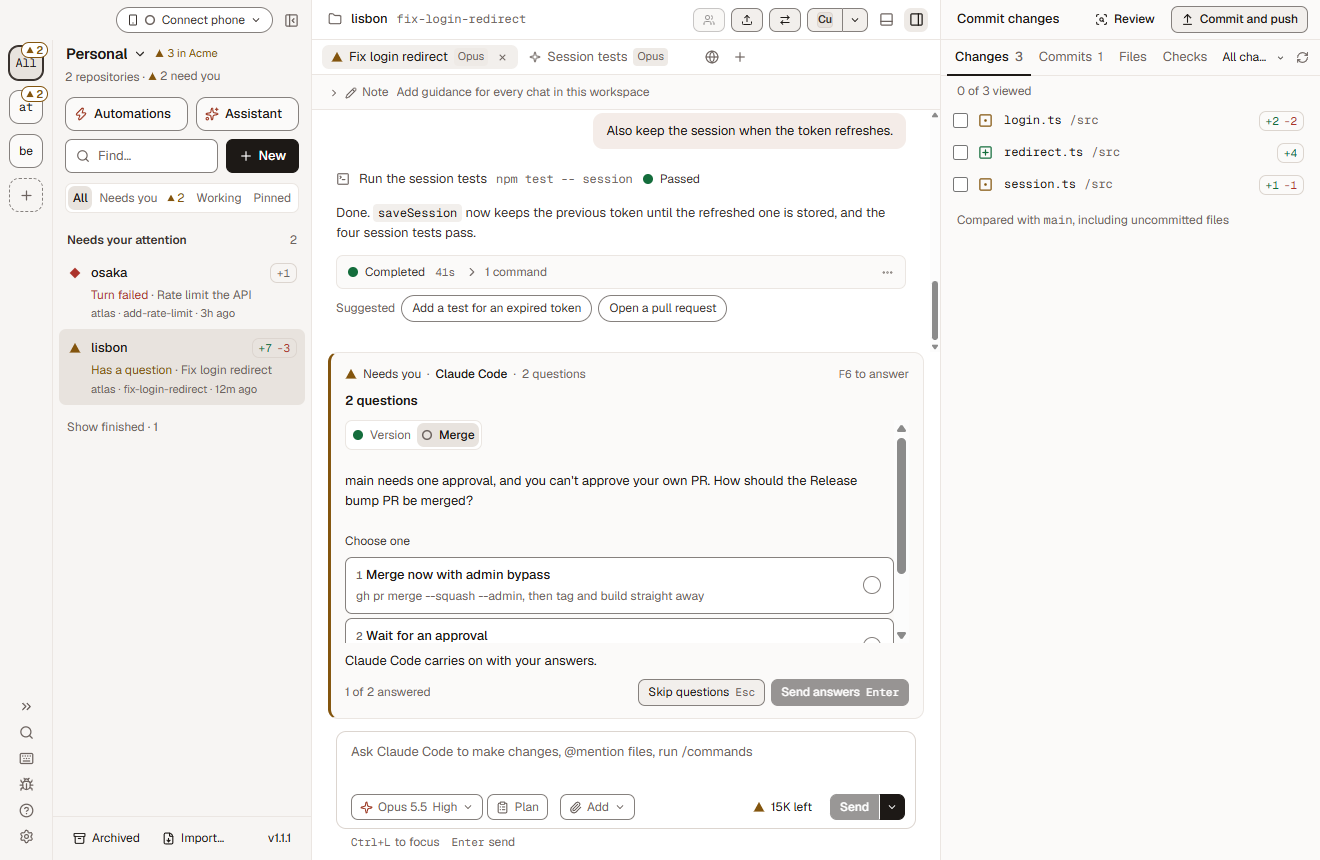 Connect phone
2
All
2
at
be
Personal
3 in Acme
2 repositories · 2 need you
Automations
Assistant
Find...
New
All
Needs you 2
Working
Pinned
Needs your attention 2
osaka +1
Turn failed · Rate limit the API
atlas · add-rate-limit · 3h ago
lisbon +7 -3
Has a question · Fix login redirect
atlas · fix-login-redirect · 12m ago
Show finished · 1
Archived
Import...
v1.1.1
lisbon fix-login-redirect
Cu
Fix login redirect Opus
Session tests Opus
Note Add guidance for every chat in this workspace
Also keep the session when the token refreshes.
Run the session tests npm test -- session Passed
Done. saveSession now keeps the previous token until the refreshed one is stored, and the
four session tests pass.
Completed 41s 1 command
Suggested
Add a test for an expired token
Open a pull request
Needs you · Claude Code · 2 questions
F6 to answer
2 questions
Version
Merge
main needs one approval, and you can't approve your own PR. How should the Release
bump PR be merged?
Choose one
1 Merge now with admin bypass
gh pr merge --squash --admin, then tag and build straight away
2 Wait for an approval
Claude Code carries on with your answers.
1 of 2 answered
Skip questions Esc
Send answers Enter
Ask Claude Code to make changes, @mention files, run /commands
Opus 5.5 High
Plan
Add
15K left
Send
Ctrl+L to focus Enter send
Commit changes
Review
Commit and push
Changes 3
Commits 1
Files
Checks
All cha...
0 of 3 viewed
login.ts /src +2 -2
redirect.ts /src +4
session.ts /src +1 -1
Compared with main, including uncommitted files